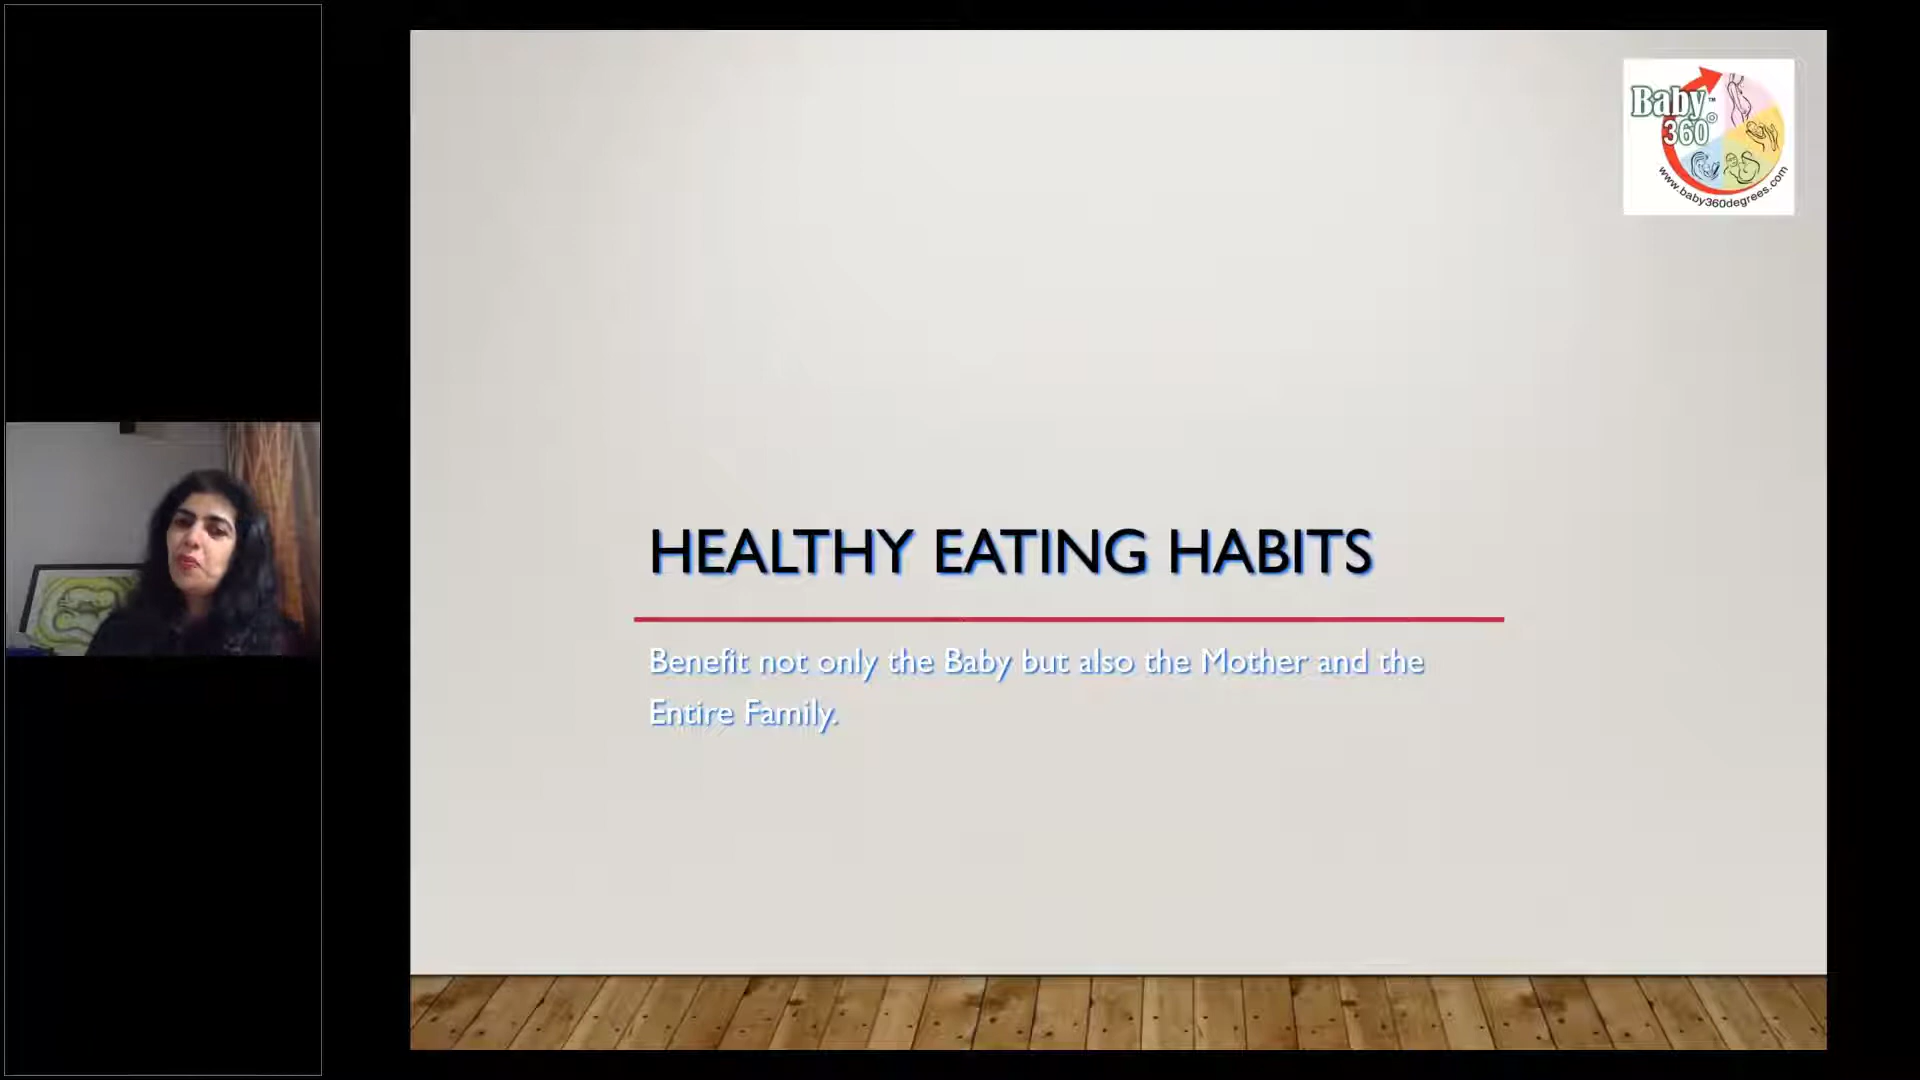 Baby™
360°
www.baby360degrees.com
HEALTHY EATING HABITS
Benefit not only the Baby but also the Mother and the
Entire Family.